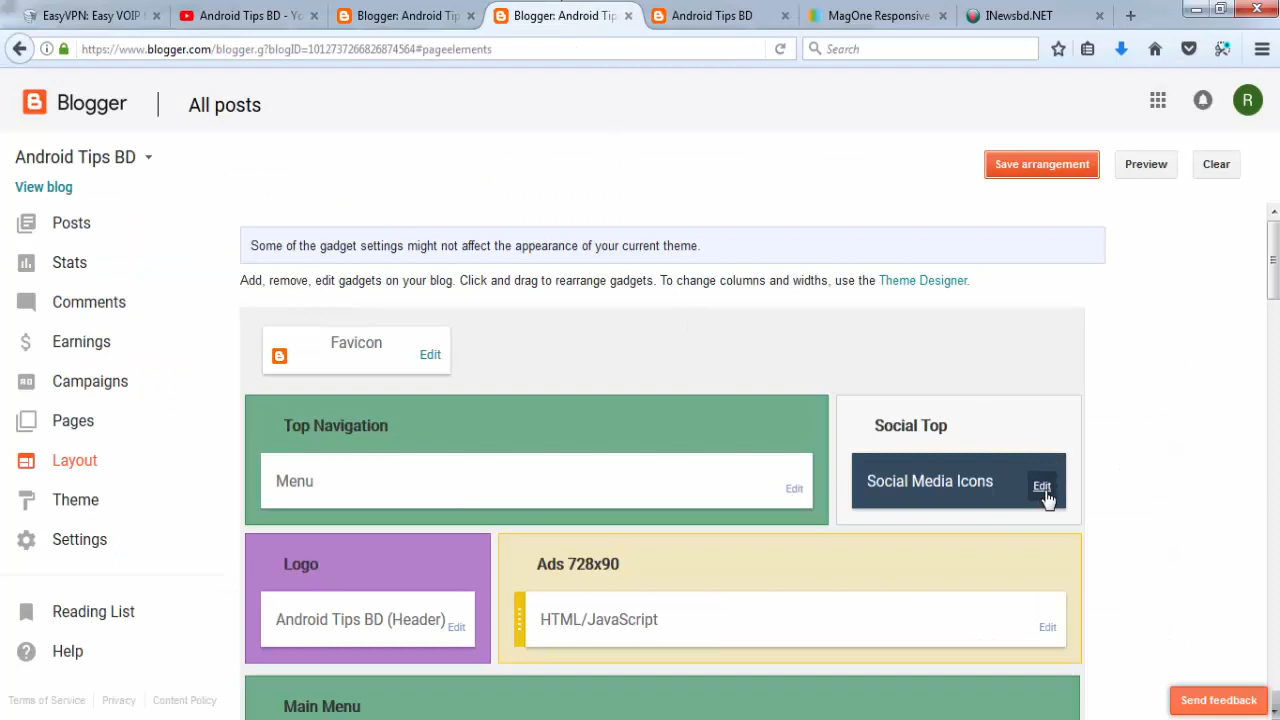 EasyVPN: Easy VOIP
Android Tips BD - Yo
Blogger: Android Tip
Blogger: Android Tip
Android Tips BD
MagOne Responsive
INewsbd.NET
https://www.blogger.com/blogger.g?blogID=1012737266826874564#pageelements
Search
Blogger
All posts
R
Android Tips BD
Save arrangement
Preview
Clear
View blog
Posts
Stats
Comments
Earnings
Campaigns
Pages
Layout
Theme
Settings
Reading List
Help
Terms of Service
Privacy
Content Policy
Some of the gadget settings might not affect the appearance of your current theme.
Add, remove, edit gadgets on your blog. Click and drag to rearrange gadgets. To change columns and widths, use the Theme Designer.
Favicon
Edit
Top Navigation
Menu
Edit
Social Top
Social Media Icons
Edit
Logo
Android Tips BD (Header)
Edit
Ads 728x90
HTML/JavaScript
Edit
Main Menu
Send feedback